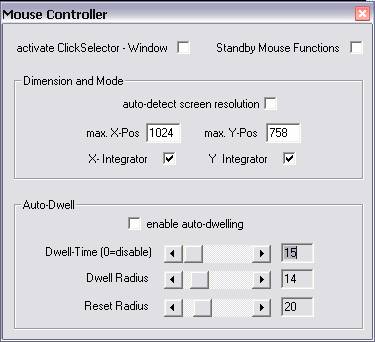 Mouse Controller
activate ClickSelector - Window
Standby Mouse Functions
Dimension and Mode
auto-detect screen resolution
max. X-Pos 1024 max. Y-Pos 758
X- Integrator Y Integrator
Auto-Dwell
enable auto-dwelling
Dwell-Time (0=disable) 15
Dwell Radius 14
Reset Radius 20